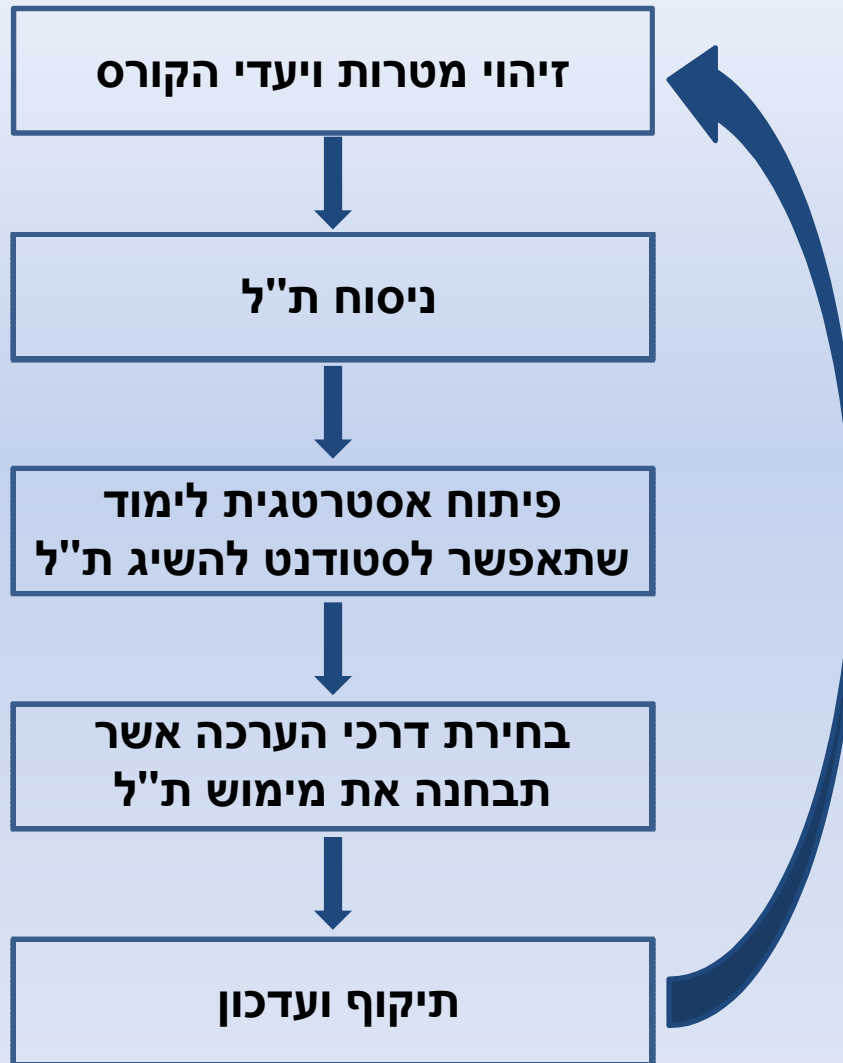 זיהוי מטרות ויעדי הקורס
ניסוח ת"ל
פיתוח אסטרטגית לימוד
שתאפשר לסטודנט להשיג ת"ל
בחירת דרכי הערכה אשר
תבחנה את מימוש ת"ל
תיקוף ועדכון